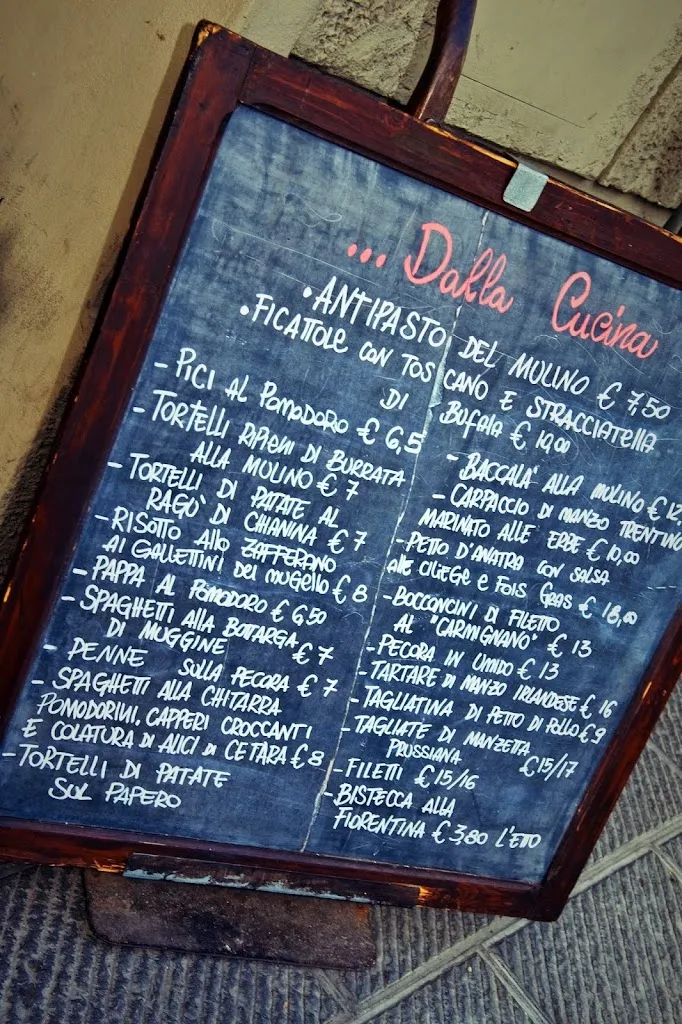 ... Dalla Cucina
• ANTIPASTO DEL MULINO € 7,50
• FICATTOLE CON TOSCANO E STRACCIATELLA
DI BUFALA € 10,00
- PICI AL POMODORO € 6,5
- TORTELLI RIPIENI DI BURRATA
ALLA MULINO € 7
- TORTELLI DI PATATE AL
RAGU' DI CHIANINA € 7
- RISOTTO ALLO ZAFFERANO
AI GALLETTINI DEL MUGELLO € 8
- PAPPA AL POMODORO € 6,50
- SPAGHETTI ALLA BOTTARGA
DI MUGGINE € 7
- PENNE SULLA PECORA € 7
- SPAGHETTI ALLA CHITARRA
POMODORINI, CAPPERI CROCCANTI
E COLATURA DI ALICI DI CETARA € 8
- TORTELLI DI PATATE
SUL PAPERO
- BACCALA' ALLA MULINO € 12,
- CARPACCIO DI MANZO TRENTINO
MARINATO ALLE ERBE € 10,00
- PETTO D'ANATRA CON SALSA
ALLE CILIEGE E FOIS GRAS € 18,00
- BOCCONCINI DI FILETTO
AL "CARMIGNANO" € 13
- PECORA IN UMIDO € 13
- TARTARE DI MANZO IRLANDESE € 16
- TAGLIATINA DI PETTO DI POLLO € 9
- TAGLIATE DI MANZETTA
PRUSSIANA €15/17
- FILETTI €15/16
- BISTECCA ALLA
FIORENTINA € 3,80 L'ETTO